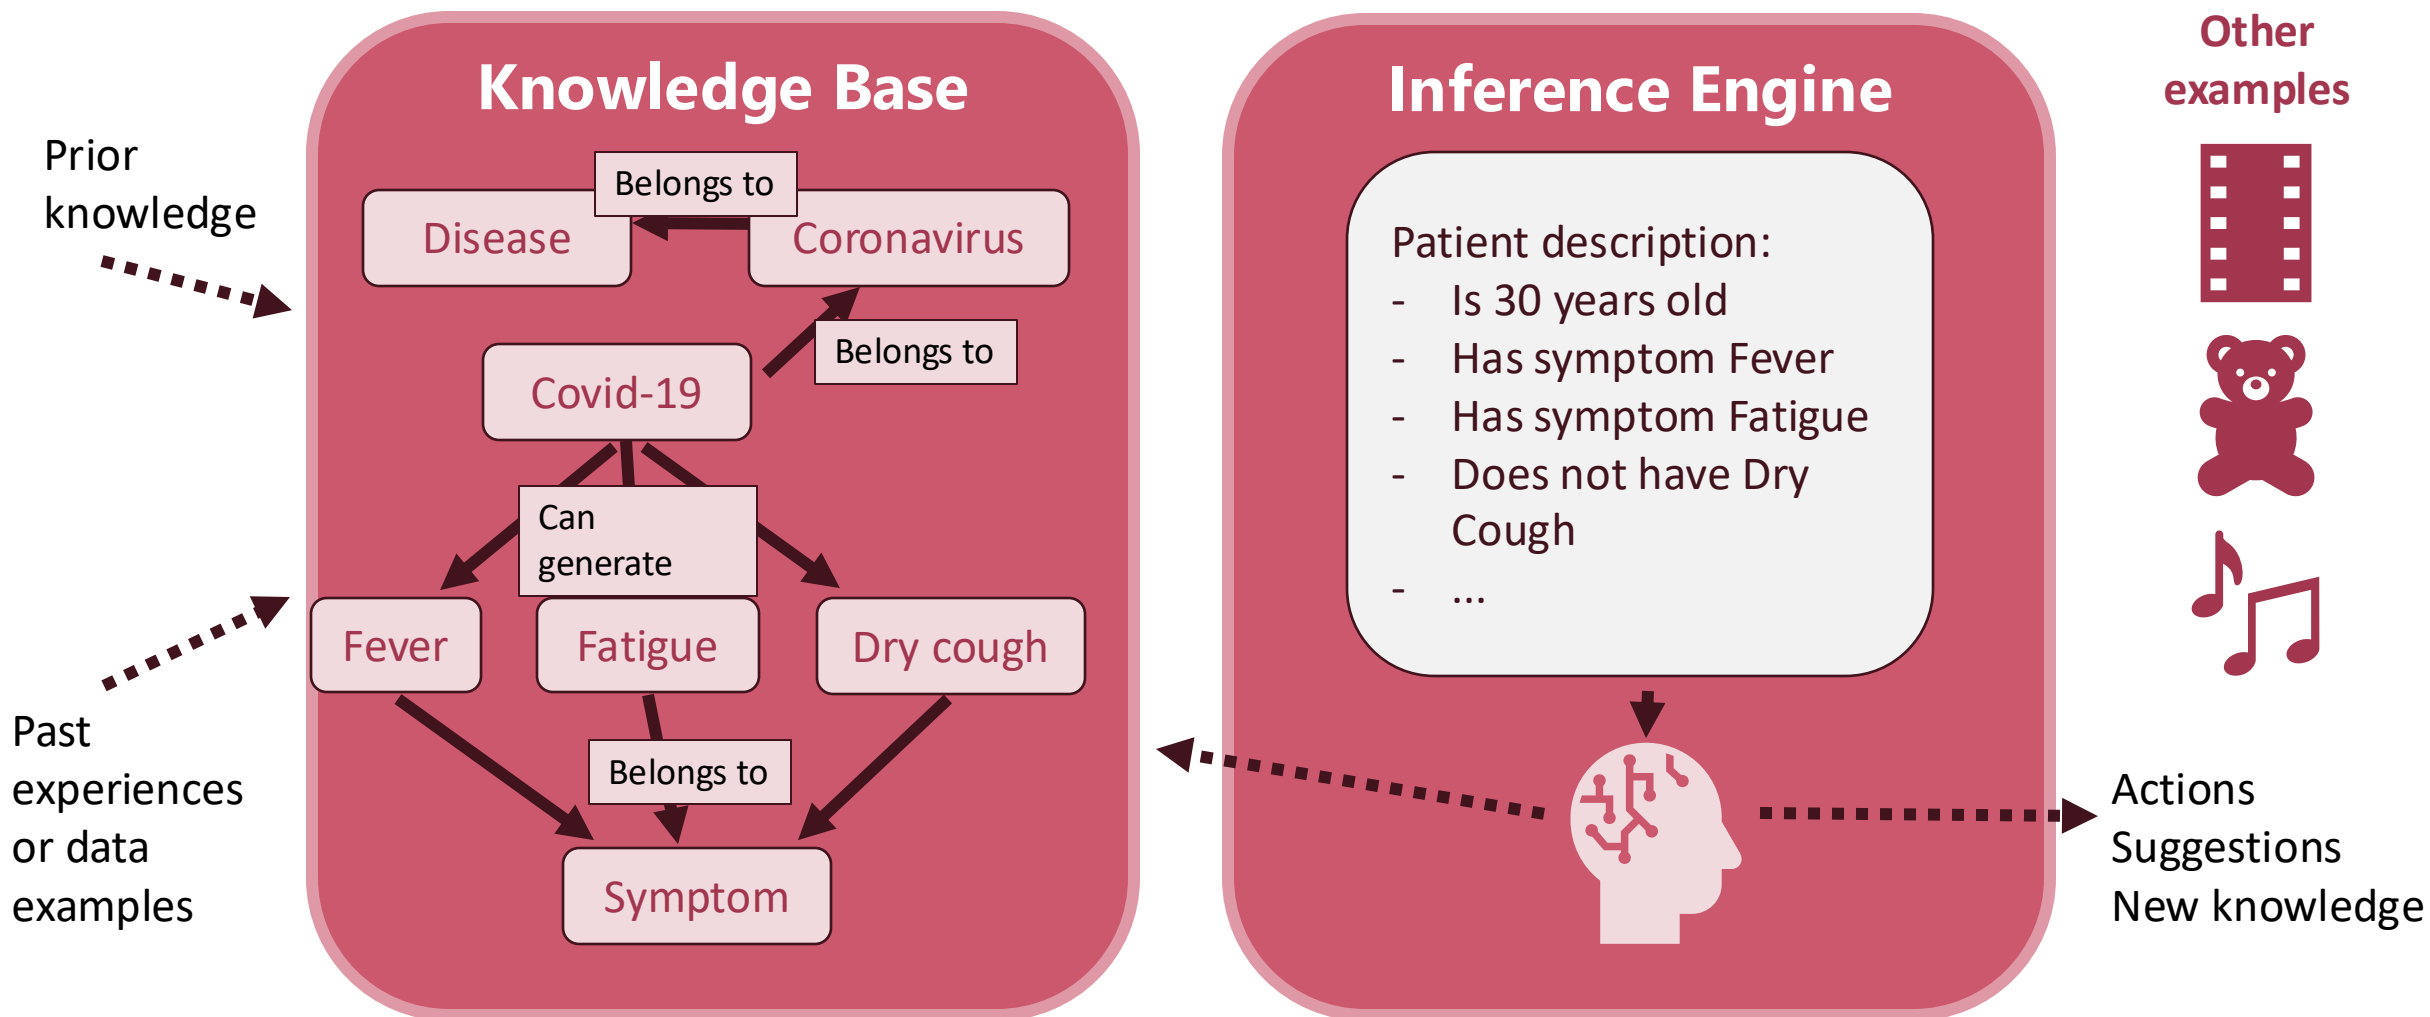 Knowledge Base
Prior
knowledge
Belongs to
Disease
Coronavirus
Belongs to
Covid-19
Can
generate
Fever
Fatigue
Dry cough
Past
experiences
or data
examples
Belongs to
Symptom
Inference Engine
Patient description:
- Is 30 years old
- Has symptom Fever
- Has symptom Fatigue
- Does not have Dry
Cough
- ...
Other
examples
Actions
Suggestions
New knowledge